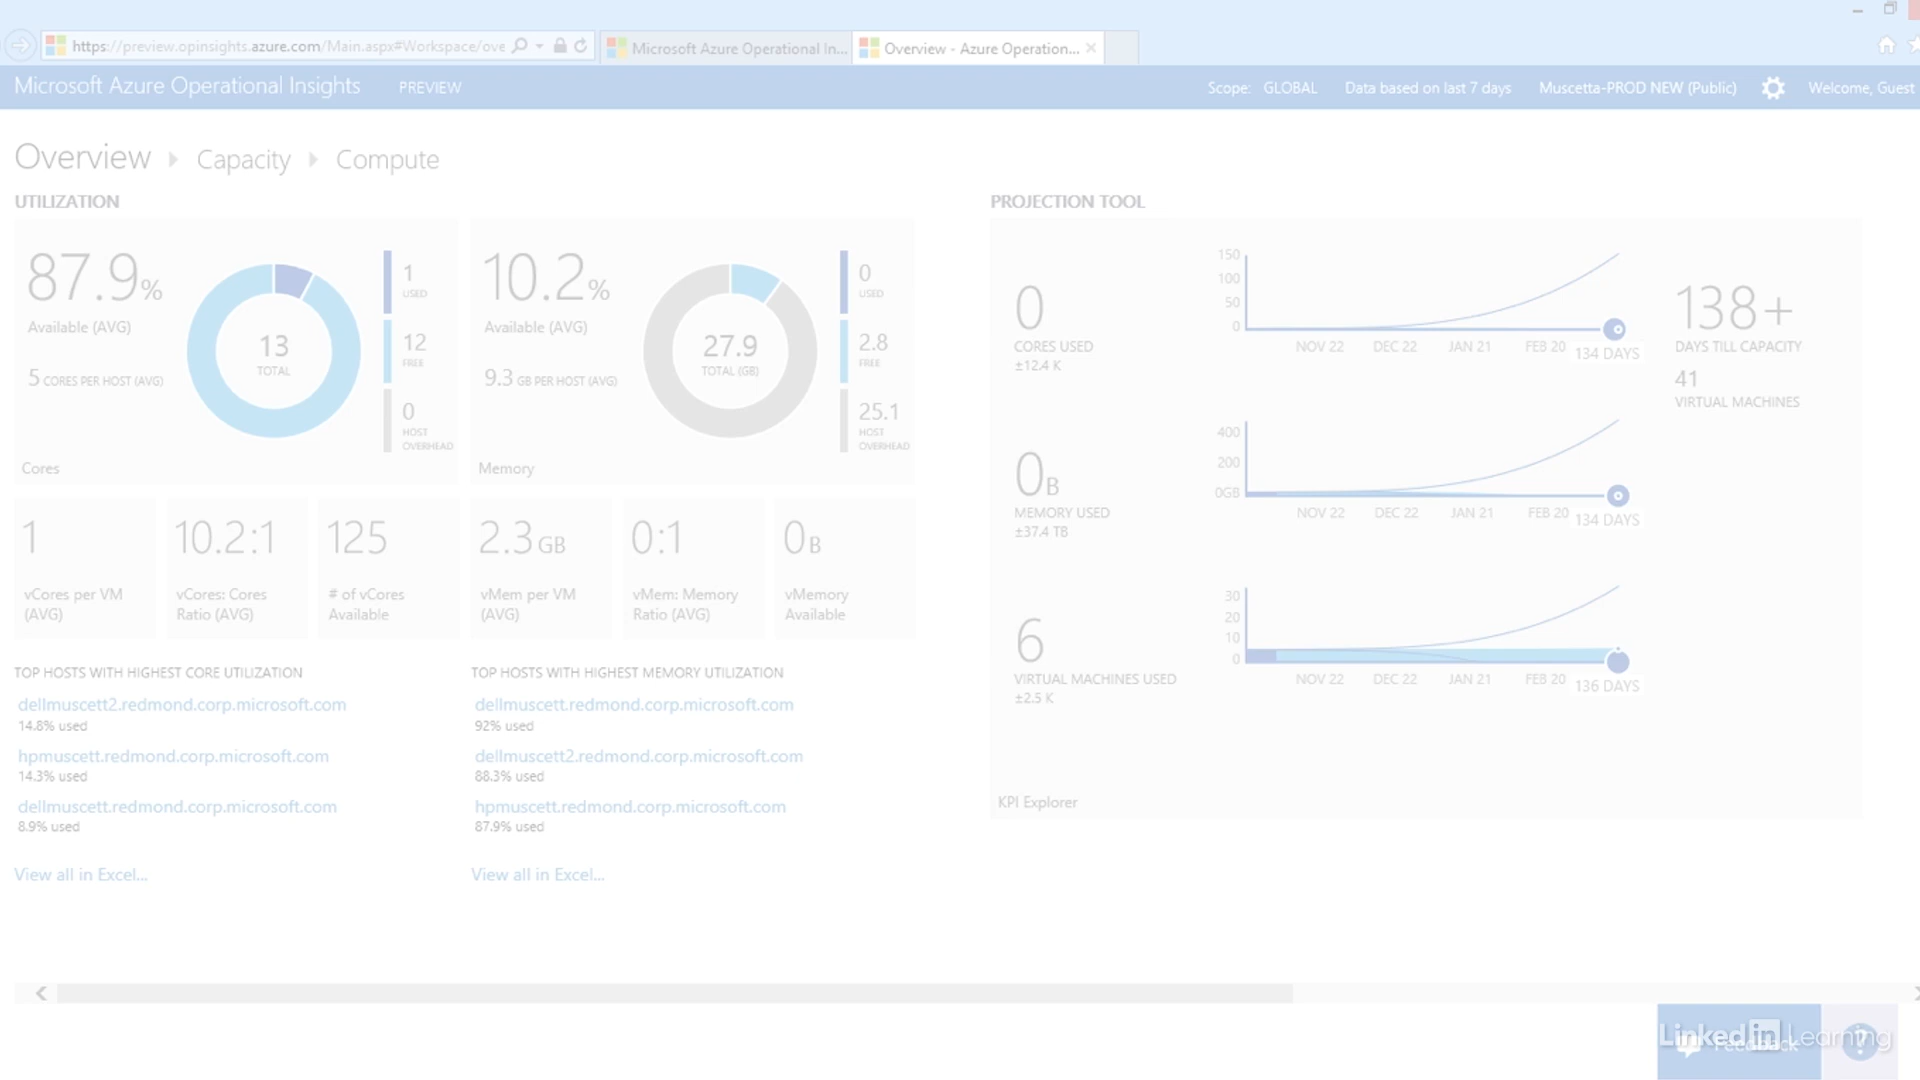 https://preview.opinsights.azure.com/Main.aspx#Workspace/ove
Microsoft Azure Operational In...
Overview - Azure Operation...
Microsoft Azure Operational Insights
PREVIEW
Scope: GLOBAL
Data based on last 7 days
Muscetta-PROD NEW (Public)
Welcome, Guest
Overview
Capacity
Compute
UTILIZATION
87.9%
Available (AVG)
5 CORES PER HOST (AVG)
13
TOTAL
1
USED
12
FREE
0
HOST
OVERHEAD
Cores
10.2%
Available (AVG)
9.3 GB PER HOST (AVG)
27.9
TOTAL (GB)
0
USED
2.8
FREE
25.1
HOST
OVERHEAD
Memory
1
vCores per VM
(AVG)
10.2:1
vCores: Cores
Ratio (AVG)
125
# of vCores
Available
2.3 GB
vMem per VM
(AVG)
0:1
vMem: Memory
Ratio (AVG)
0B
vMemory
Available
TOP HOSTS WITH HIGHEST CORE UTILIZATION
dellmuscett2.redmond.corp.microsoft.com
14.8% used
hpmuscett.redmond.corp.microsoft.com
14.3% used
dellmuscett.redmond.corp.microsoft.com
8.9% used
View all in Excel...
TOP HOSTS WITH HIGHEST MEMORY UTILIZATION
dellmuscett.redmond.corp.microsoft.com
92% used
dellmuscett2.redmond.corp.microsoft.com
88.3% used
hpmuscett.redmond.corp.microsoft.com
87.9% used
View all in Excel...
PROJECTION TOOL
0
CORES USED
±12.4 K
150
100
50
0
NOV 22
DEC 22
JAN 21
FEB 20
134 DAYS
138+
DAYS TILL CAPACITY
41
VIRTUAL MACHINES
0B
MEMORY USED
±37.4 TB
400
200
0GB
NOV 22
DEC 22
JAN 21
FEB 20
134 DAYS
6
VIRTUAL MACHINES USED
±2.5 K
30
20
10
0
NOV 22
DEC 22
JAN 21
FEB 20
136 DAYS
KPI Explorer
Feedback
?
Linked in Learning